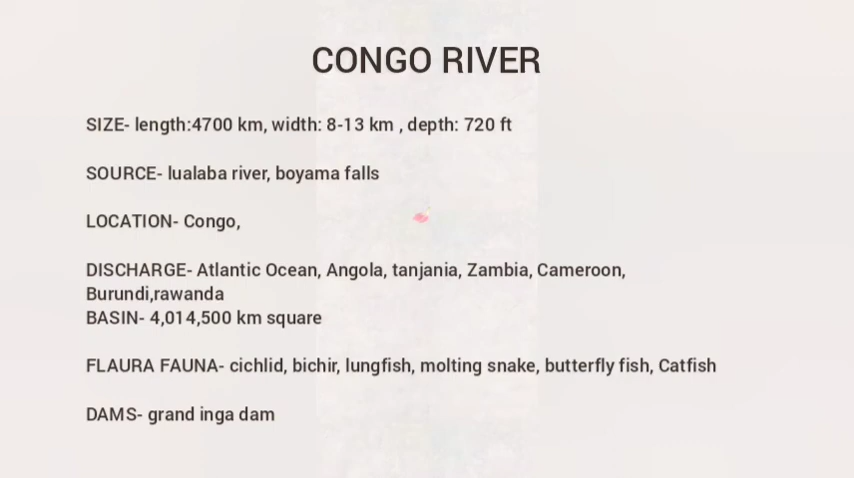 CONGO RIVER
SIZE- length:4700 km, width: 8-13 km , depth: 720 ft
SOURCE- lualaba river, boyama falls
LOCATION- Congo,
DISCHARGE- Atlantic Ocean, Angola, tanjania, Zambia, Cameroon,
Burundi,rawanda
BASIN- 4,014,500 km square
FLAURA FAUNA- cichlid, bichir, lungfish, molting snake, butterfly fish, Catfish
DAMS- grand inga dam